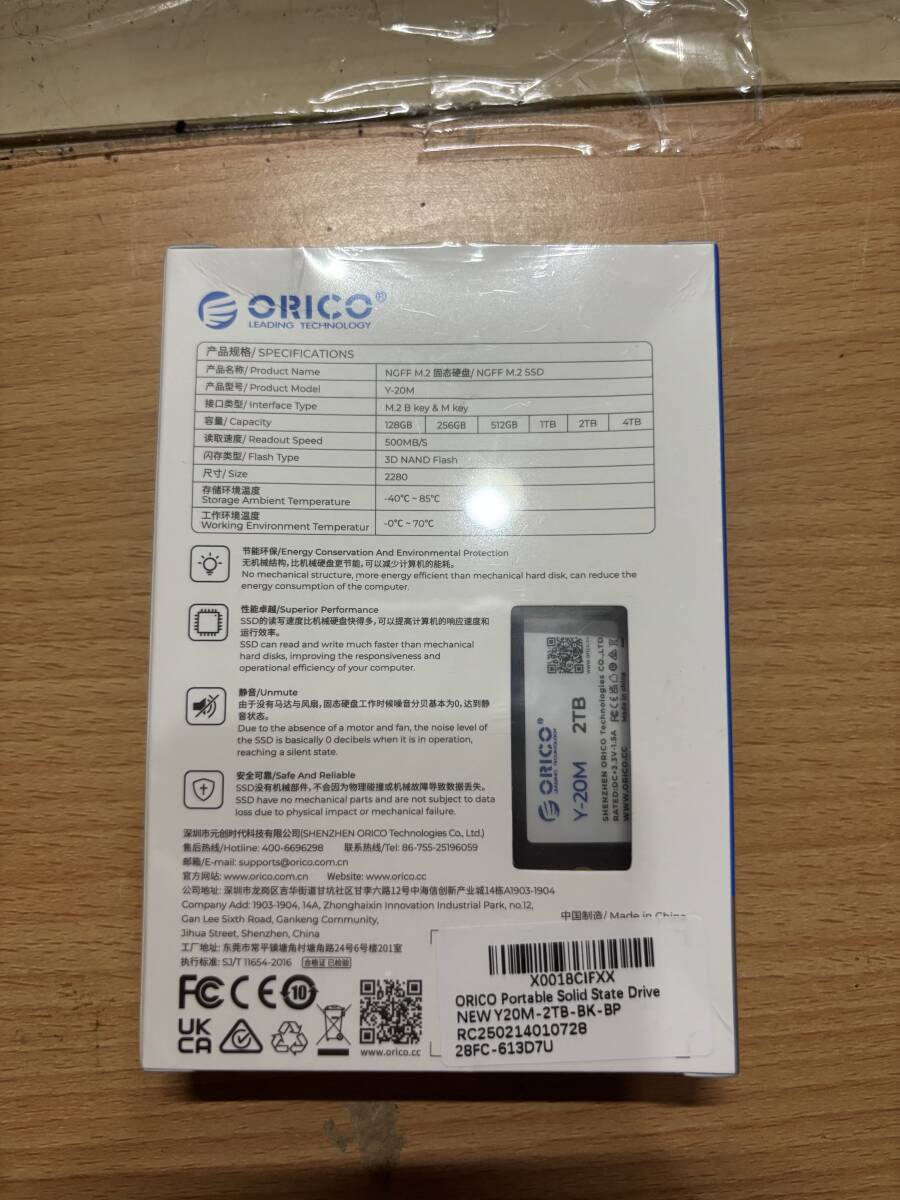 ORICO®
LEADING TECHNOLOGY
产品规格/ SPECIFICATIONS
产品名称/ Product Name NGFF M.2 固态硬盘/ NGFF M.2 SSD
产品型号/ Product Model Y-20M
接口类型/ Interface Type M.2 B key & M key
容量/ Capacity 128GB 256GB 512GB 1TB 2TB 4TB
读取速度/ Readout Speed 500MB/S
闪存类型/ Flash Type 3D NAND Flash
尺寸/ Size 2280
存储环境温度
Storage Ambient Temperature -40℃ ~ 85℃
工作环境温度
Working Environment Temperatur -0℃ ~ 70℃
节能环保/Energy Conservation And Environmental Protection
无机械结构，比机械硬盘更节能，可以减少计算机的能耗。
No mechanical structure, more energy efficient than mechanical hard disk, can reduce the
energy consumption of the computer.
性能卓越/Superior Performance
SSD的读写速度比机械硬盘快得多，可以提高计算机的响应速度和
运行效率。
SSD can read and write much faster than mechanical
hard disks, improving the responsiveness and
operational efficiency of your computer.
静音/Unmute
由于没有马达与风扇，固态硬盘工作时候噪音分贝基本为0，达到静
音状态。
Due to the absence of a motor and fan, the noise level of
the SSD is basically 0 decibels when it is in operation,
reaching a silent state.
安全可靠/Safe And Reliable
SSD没有机械部件，不会因为物理碰撞或机械故障导致数据丢失。
SSD have no mechanical parts and are not subject to data
loss due to physical impact or mechanical failure.
ORICO®
LEADING TECHNOLOGY
Y-20M 2TB
SHENZHEN ORICO Technologies CO.,LTD
RATED:DC+3.3V-1.5A FC CE
WWW.ORICO.CC Made in china
深圳市元创时代科技有限公司(SHENZHEN ORICO Technologies Co., Ltd.)
售后热线/Hotline: 400-6696298 联系热线/Tel: 86-755-25196059
邮箱/E-mail: supports@orico.com.cn
官方网站: www.orico.com.cn Website: www.orico.cc
公司地址: 深圳市龙岗区吉华街道甘坑社区甘李六路12号中海信创新产业城14栋A1903-1904
Company Add: 1903-1904, 14A, Zhonghaixin Innovation Industrial Park, no.12,
Gan Lee Sixth Road, Gankeng Community,
Jihua Street, Shenzhen, China
工厂地址: 东莞市常平镇塘角村塘角路24号6号楼201室
执行标准: SJ/T 11654-2016 合格证 已检验
中国制造/ Made in China
FC CE 10
UK
CA
www.orico.cc
X0018CIFXX
ORICO Portable Solid State Drive
NEW Y20M-2TB-BK-BP
RC250214010728
28FC-613D7U